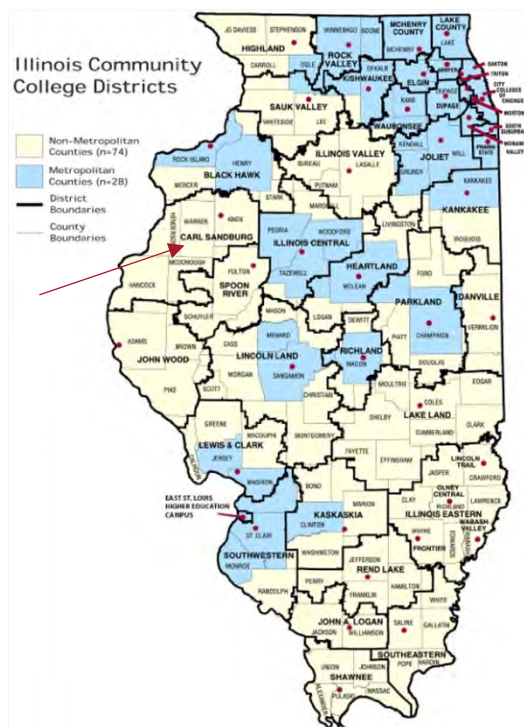 Illinois Community
College Districts
Non-Metropolitan
Counties (n=74)
Metropolitan
Counties (n=28)
District
Boundaries
County
Boundaries
JO DAVIESS
STEPHENSON
WINNEBAGO
BOONE
MCHENRY
COUNTY
LAKE
COUNTY
HIGHLAND
ROCK
VALLEY
MCHENRY
LAKE
CARROLL
OGLE
DEKALB
KISHWAUKEE
ELGIN
HARPER
OAKTON
TRITON
CITY
COLLEGES
OF
CHICAGO
MORTON
SAUK VALLEY
WHITESIDE
LEE
KANE
DUPAGE
DUPAGE
WAUBONSEE
SOUTH
SUBURBAN
MORAINE
VALLEY
PRAIRIE
STATE
ROCK ISLAND
HENRY
BLACK HAWK
MERCER
ILLINOIS VALLEY
BUREAU
LASALLE
PUTNAM
KENDALL
WILL
JOLIET
GRUNDY
STARK
MARSHALL
KANKAKEE
KANKAKEE
HENDERSON
WARREN
KNOX
CARL SANDBURG
PEORIA
WOODFORD
ILLINOIS CENTRAL
LIVINGSTON
IROQUOIS
MCDONOUGH
TAZEWELL
HEARTLAND
MCLEAN
FORD
HANCOCK
FULTON
SPOON
RIVER
PARKLAND
DANVILLE
SCHUYLER
MASON
LOGAN
DEWITT
VERMILION
ADAMS
BROWN
CASS
MENARD
PIATT
CHAMPAIGN
JOHN WOOD
LINCOLN LAND
RICHLAND
MACON
DOUGLAS
MORGAN
SANGAMON
PIKE
SCOTT
CHRISTIAN
MOULTRIE
EDGAR
COLES
LAKE LAND
SHELBY
CUMBERLAND
CLARK
GREENE
MACOUPIN
MONTGOMERY
LEWIS & CLARK
CALHOUN
JERSEY
FAYETTE
EFFINGHAM
JASPER
LINCOLN
TRAIL
CRAWFORD
MADISON
BOND
CLAY
OLNEY
CENTRAL
RICHLAND
LAWRENCE
EAST ST. LOUIS
HIGHER EDUCATION
CAMPUS
KASKASKIA
MARION
ILLINOIS EASTERN
ST. CLAIR
CLINTON
WAYNE
WABASH
VALLEY
SOUTHWESTERN
WASHINGTON
FRONTIER
EDWARDS
WABASH
MONROE
JEFFERSON
REND LAKE
RANDOLPH
PERRY
HAMILTON
WHITE
FRANKLIN
JOHN A. LOGAN
JACKSON
WILLIAMSON
SALINE
GALLATIN
SOUTHEASTERN
UNION
JOHNSON
POPE
HARDIN
SHAWNEE
ALEXANDER
PULASKI
MASSAC